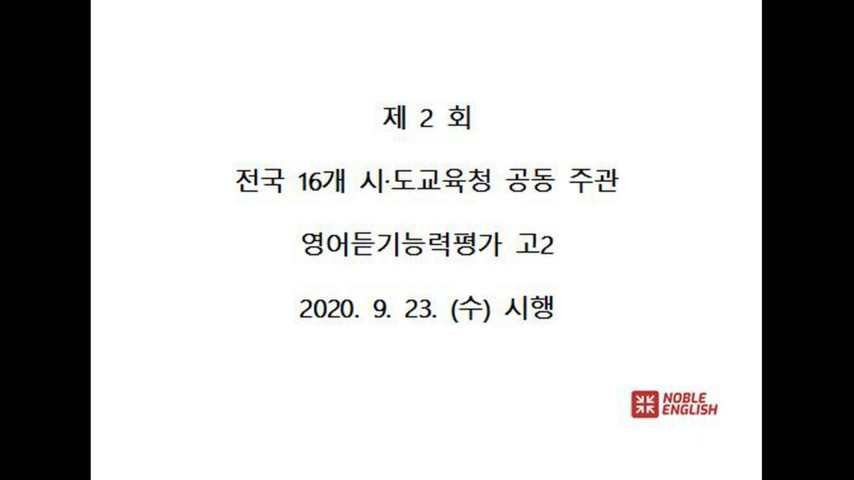 제 2 회
전국 16개 시·도교육청 공동 주관
영어듣기능력평가 고2
2020. 9. 23. (수) 시행
NOBLE
ENGLISH